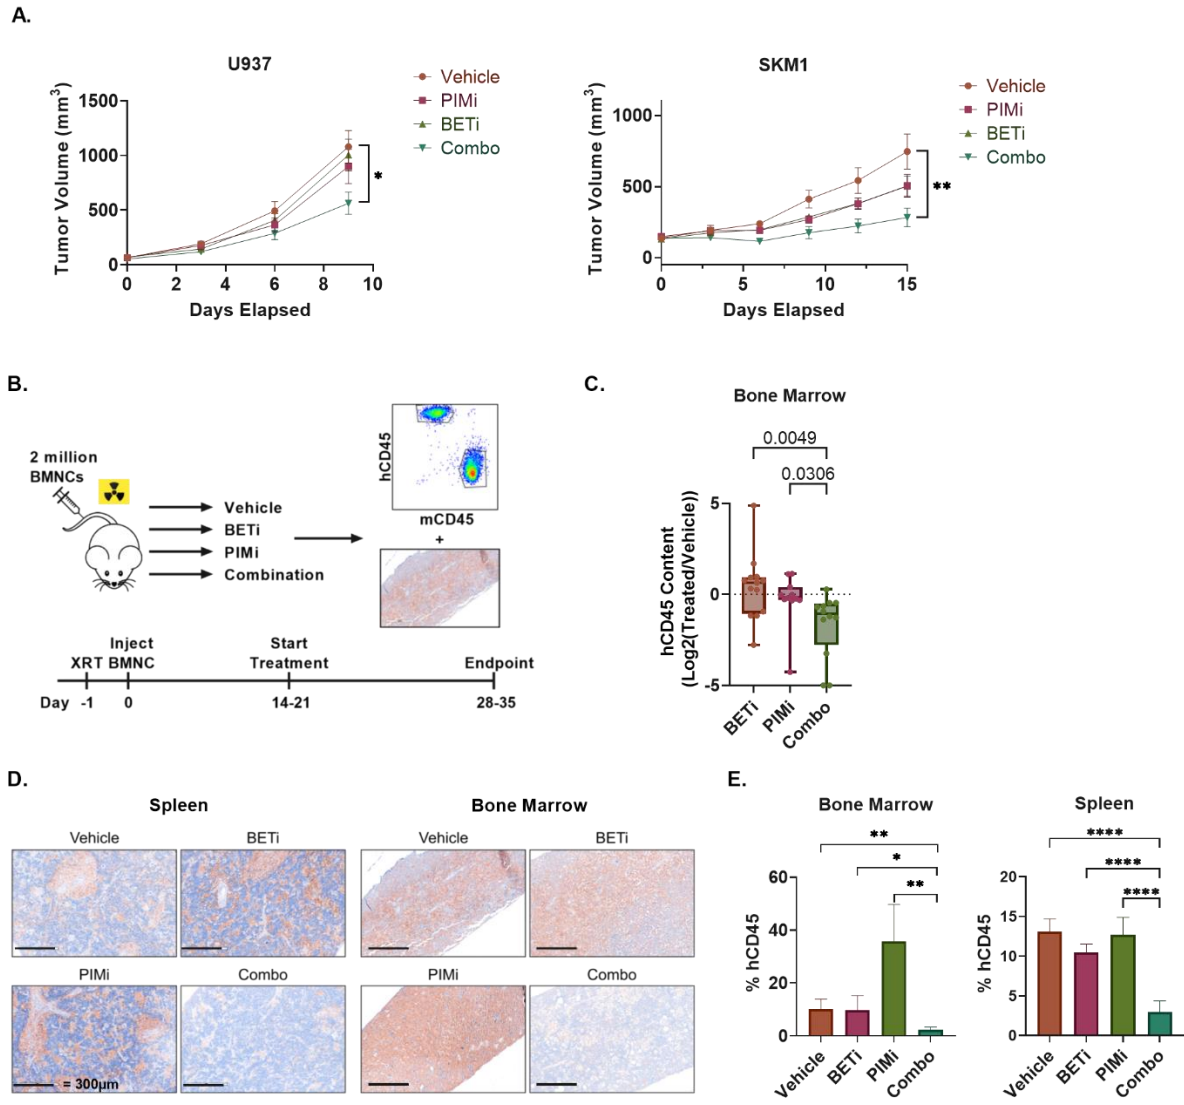 A.
U937
Tumor Volume (mm3)
1500
1000
500
0
0 2 4 6 8 10
Days Elapsed
Vehicle
PIMi
BETi
Combo
*
SKM1
Tumor Volume (mm3)
1000
500
0
0 5 10 15
Days Elapsed
Vehicle
PIMi
BETi
Combo
**
B.
2 million
BMNCs
Vehicle
BETi
PIMi
Combination
hCD45
mCD45
+
XRT
Inject
BMNC
Start
Treatment
Endpoint
Day -1 0 14-21 28-35
C.
Bone Marrow
0.0049
0.0306
hCD45 Content
(Log2(Treated/Vehicle))
5
0
-5
BETi
PIMi
Combo
D.
Spleen
Vehicle
BETi
PIMi
Combo
= 300µm
Bone Marrow
Vehicle
BETi
PIMi
Combo
E.
Bone Marrow
**
*
**
% hCD45
60
40
20
0
Vehicle
BETi
PIMi
Combo
Spleen
****
****
****
% hCD45
20
15
10
5
0
Vehicle
BETi
PIMi
Combo